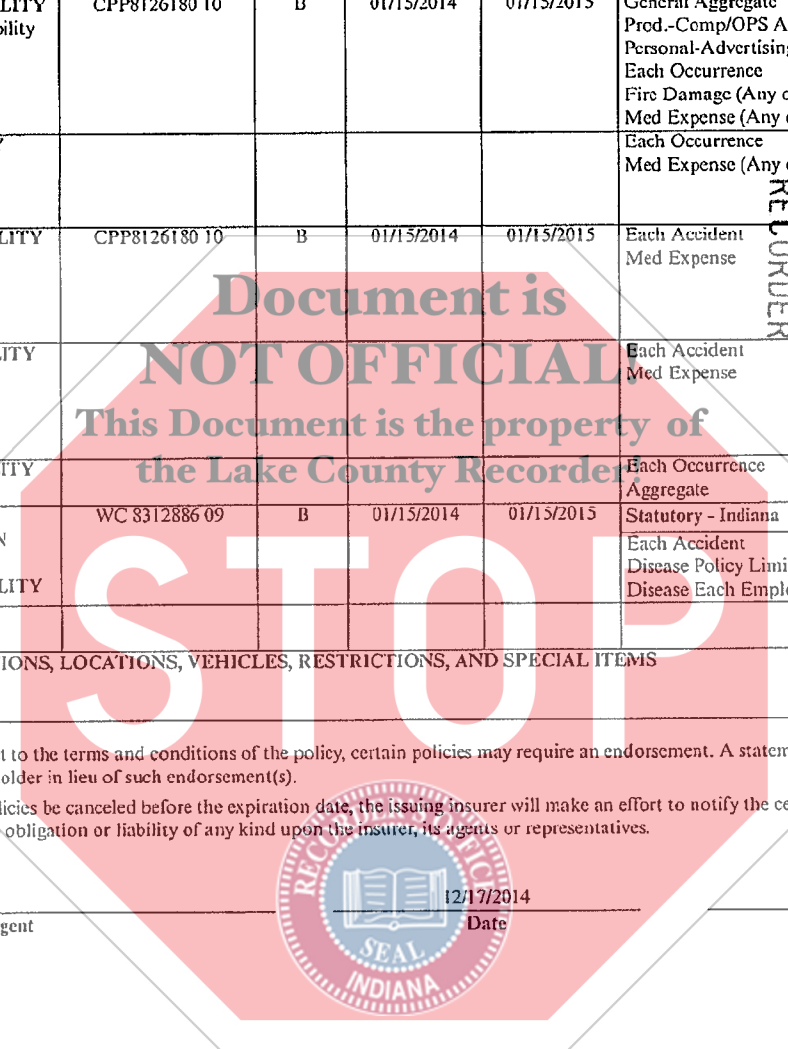 LITY CPP8126180 10 B 01/15/2014 01/15/2015 General Aggregate
bility Prod.-Comp/OPS A
Personal-Advertising
Each Occurrence
Fire Damage (Any o
Med Expense (Any o
Each Occurrence
Med Expense (Any
RECORDER
LITY CPP8126180 10 B 01/15/2014 01/15/2015 Each Accident
Med Expense
Document is
LITY Each Accident
NOT OFFICIAL!
Med Expense
This Document is the property of
the Lake County Recorder!
ITY Each Occurrence
Aggregate
WC 8312886 09 B 01/15/2014 01/15/2015 Statutory - Indiana
N Each Accident
Disease Policy Limi
LITY Disease Each Emplo
STOP
IONS, LOCATIONS, VEHICLES, RESTRICTIONS, AND SPECIAL ITEMS
t to the terms and conditions of the policy, certain policies may require an endorsement. A statem
older in lieu of such endorsement(s).
licies be canceled before the expiration date, the issuing insurer will make an effort to notify the ce
obligation or liability of any kind upon the insurer, its agents or representatives.
RECORDER'S OFFICE
12/17/2014
gent Date
SEAL
INDIANA